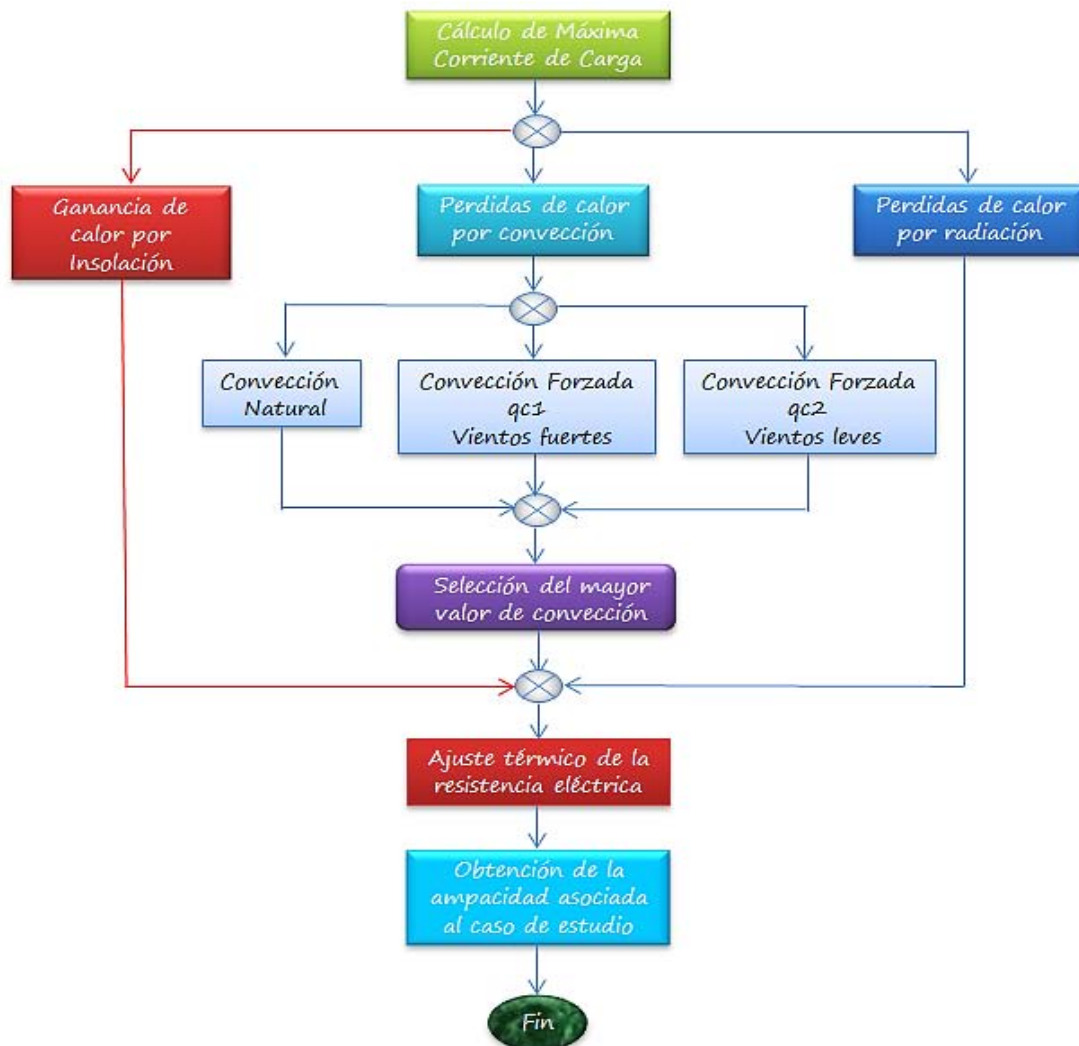 Cálculo de Máxima
Corriente de Carga
Ganancia de
calor por
Insolación
Perdidas de calor
por convección
Perdidas de calor
por radiación
Convección
Natural
Convección Forzada
qc1
Vientos fuertes
Convección Forzada
qc2
Vientos leves
Selección del mayor
valor de convección
Ajuste térmico de la
resistencia eléctrica
Obtención de la
ampacidad asociada
al caso de estudio
Fin